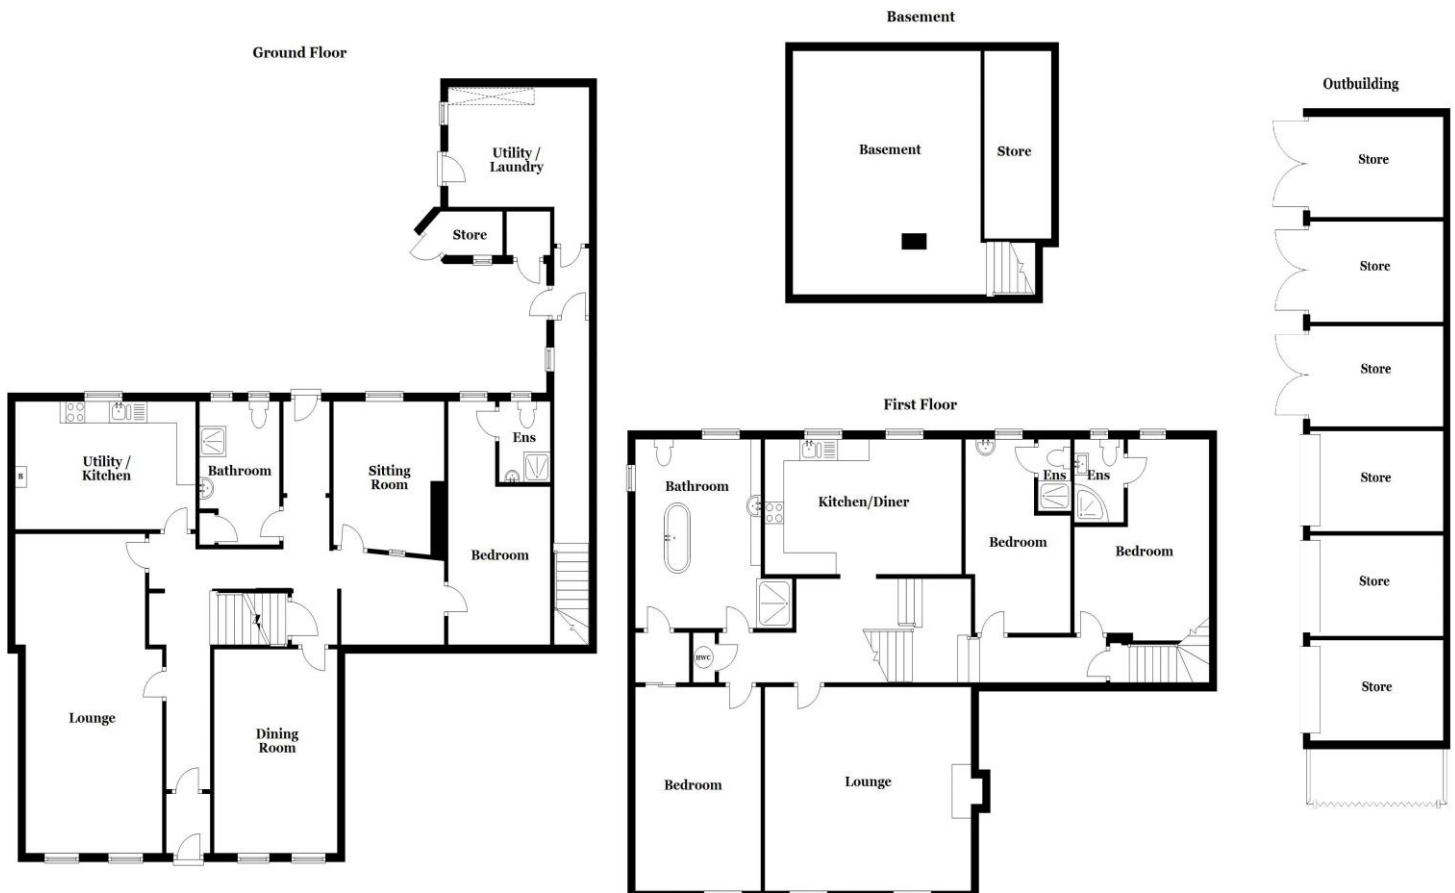 Ground Floor
Utility /
Laundry
Store
Utility /
Kitchen
Bathroom
Sitting
Room
Ens
Bedroom
Lounge
Dining
Room
Basement
Basement
Store
First Floor
Bathroom
Kitchen/Diner
Ens
Ens
Bedroom
Bedroom
HWC
Bedroom
Lounge
Outbuilding
Store
Store
Store
Store
Store
Store